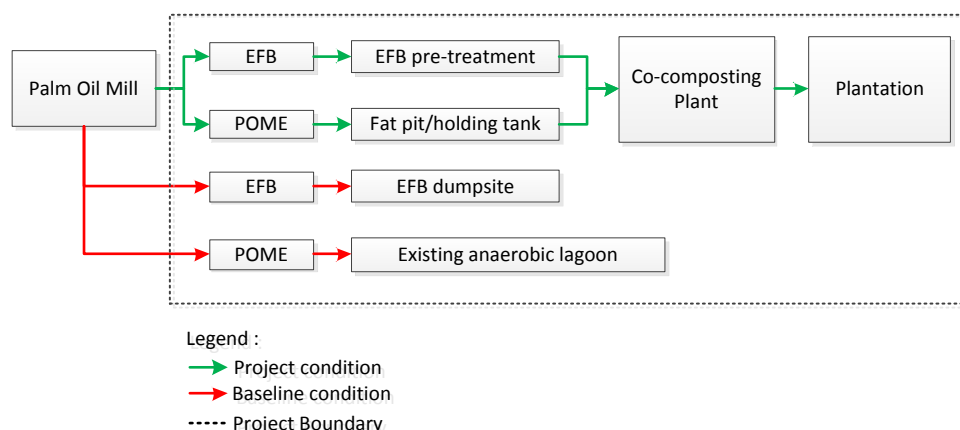 EFB
EFB pre-treatment
Palm Oil Mill
Co-composting
Plant
Plantation
POME
Fat pit/holding tank
EFB
EFB dumpsite
POME
Existing anaerobic lagoon
Legend :
Project condition
Baseline condition
Project Boundary